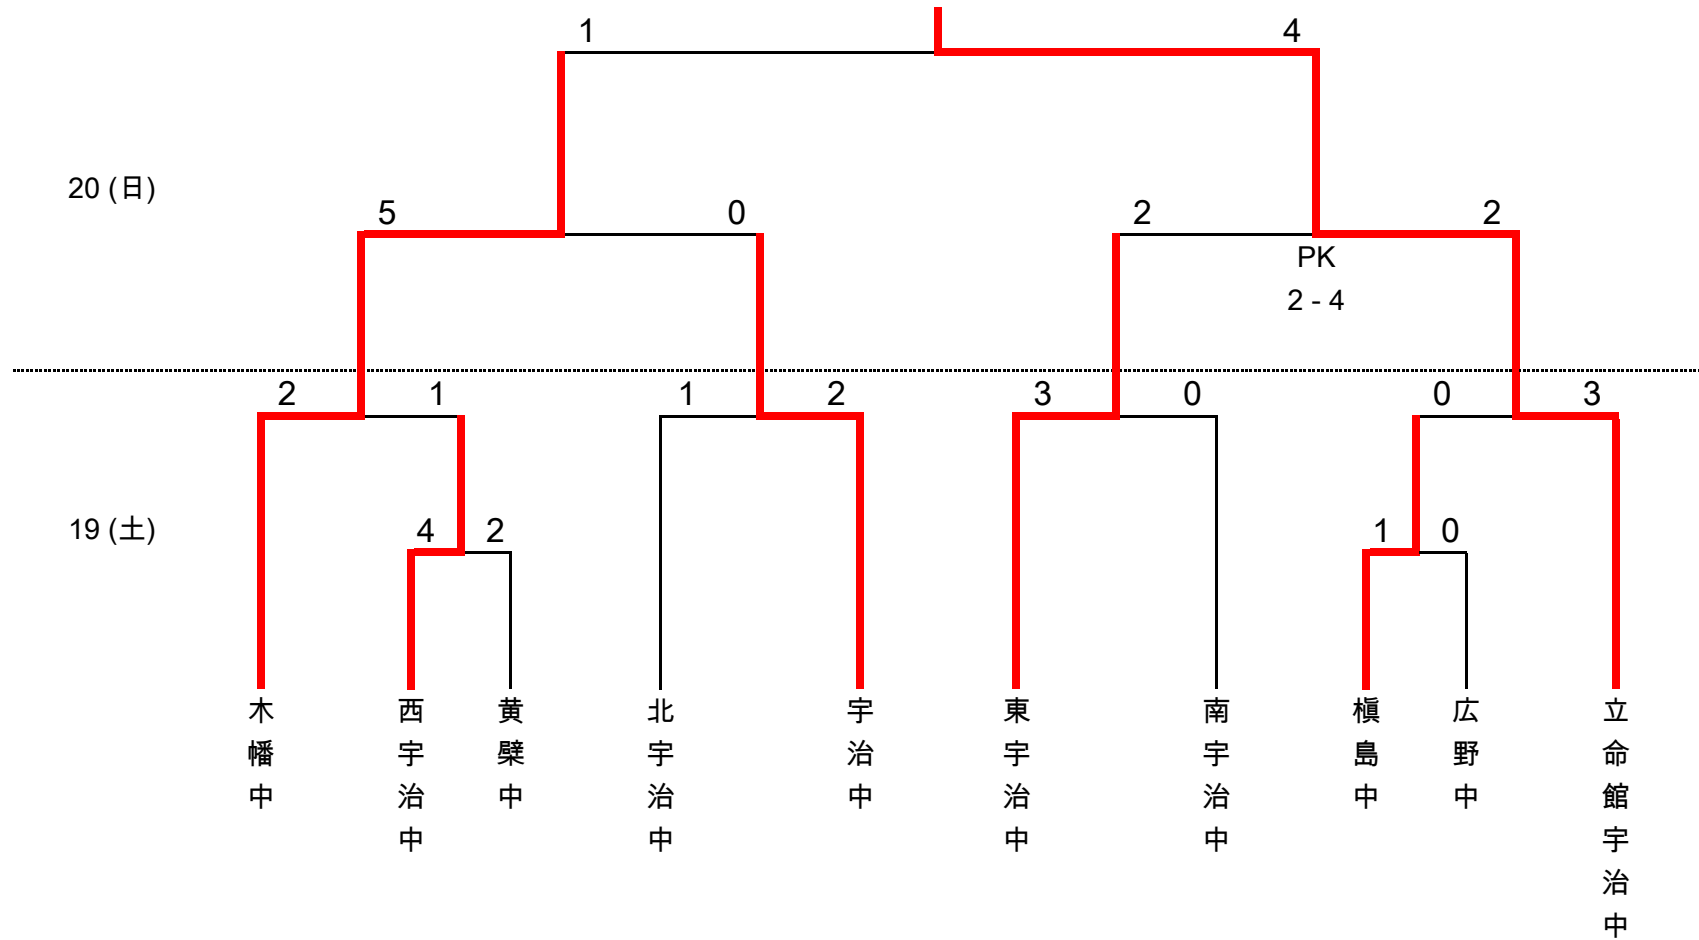 1 4
20 (日)
5 0 2 2
PK
2 - 4
2 1 1 2 3 0 0 3
19 (土)
4 2 1 0
木幡中
西宇治中
黄檗中
北宇治中
宇治中
東宇治中
南宇治中
槇島中
広野中
立命館宇治中